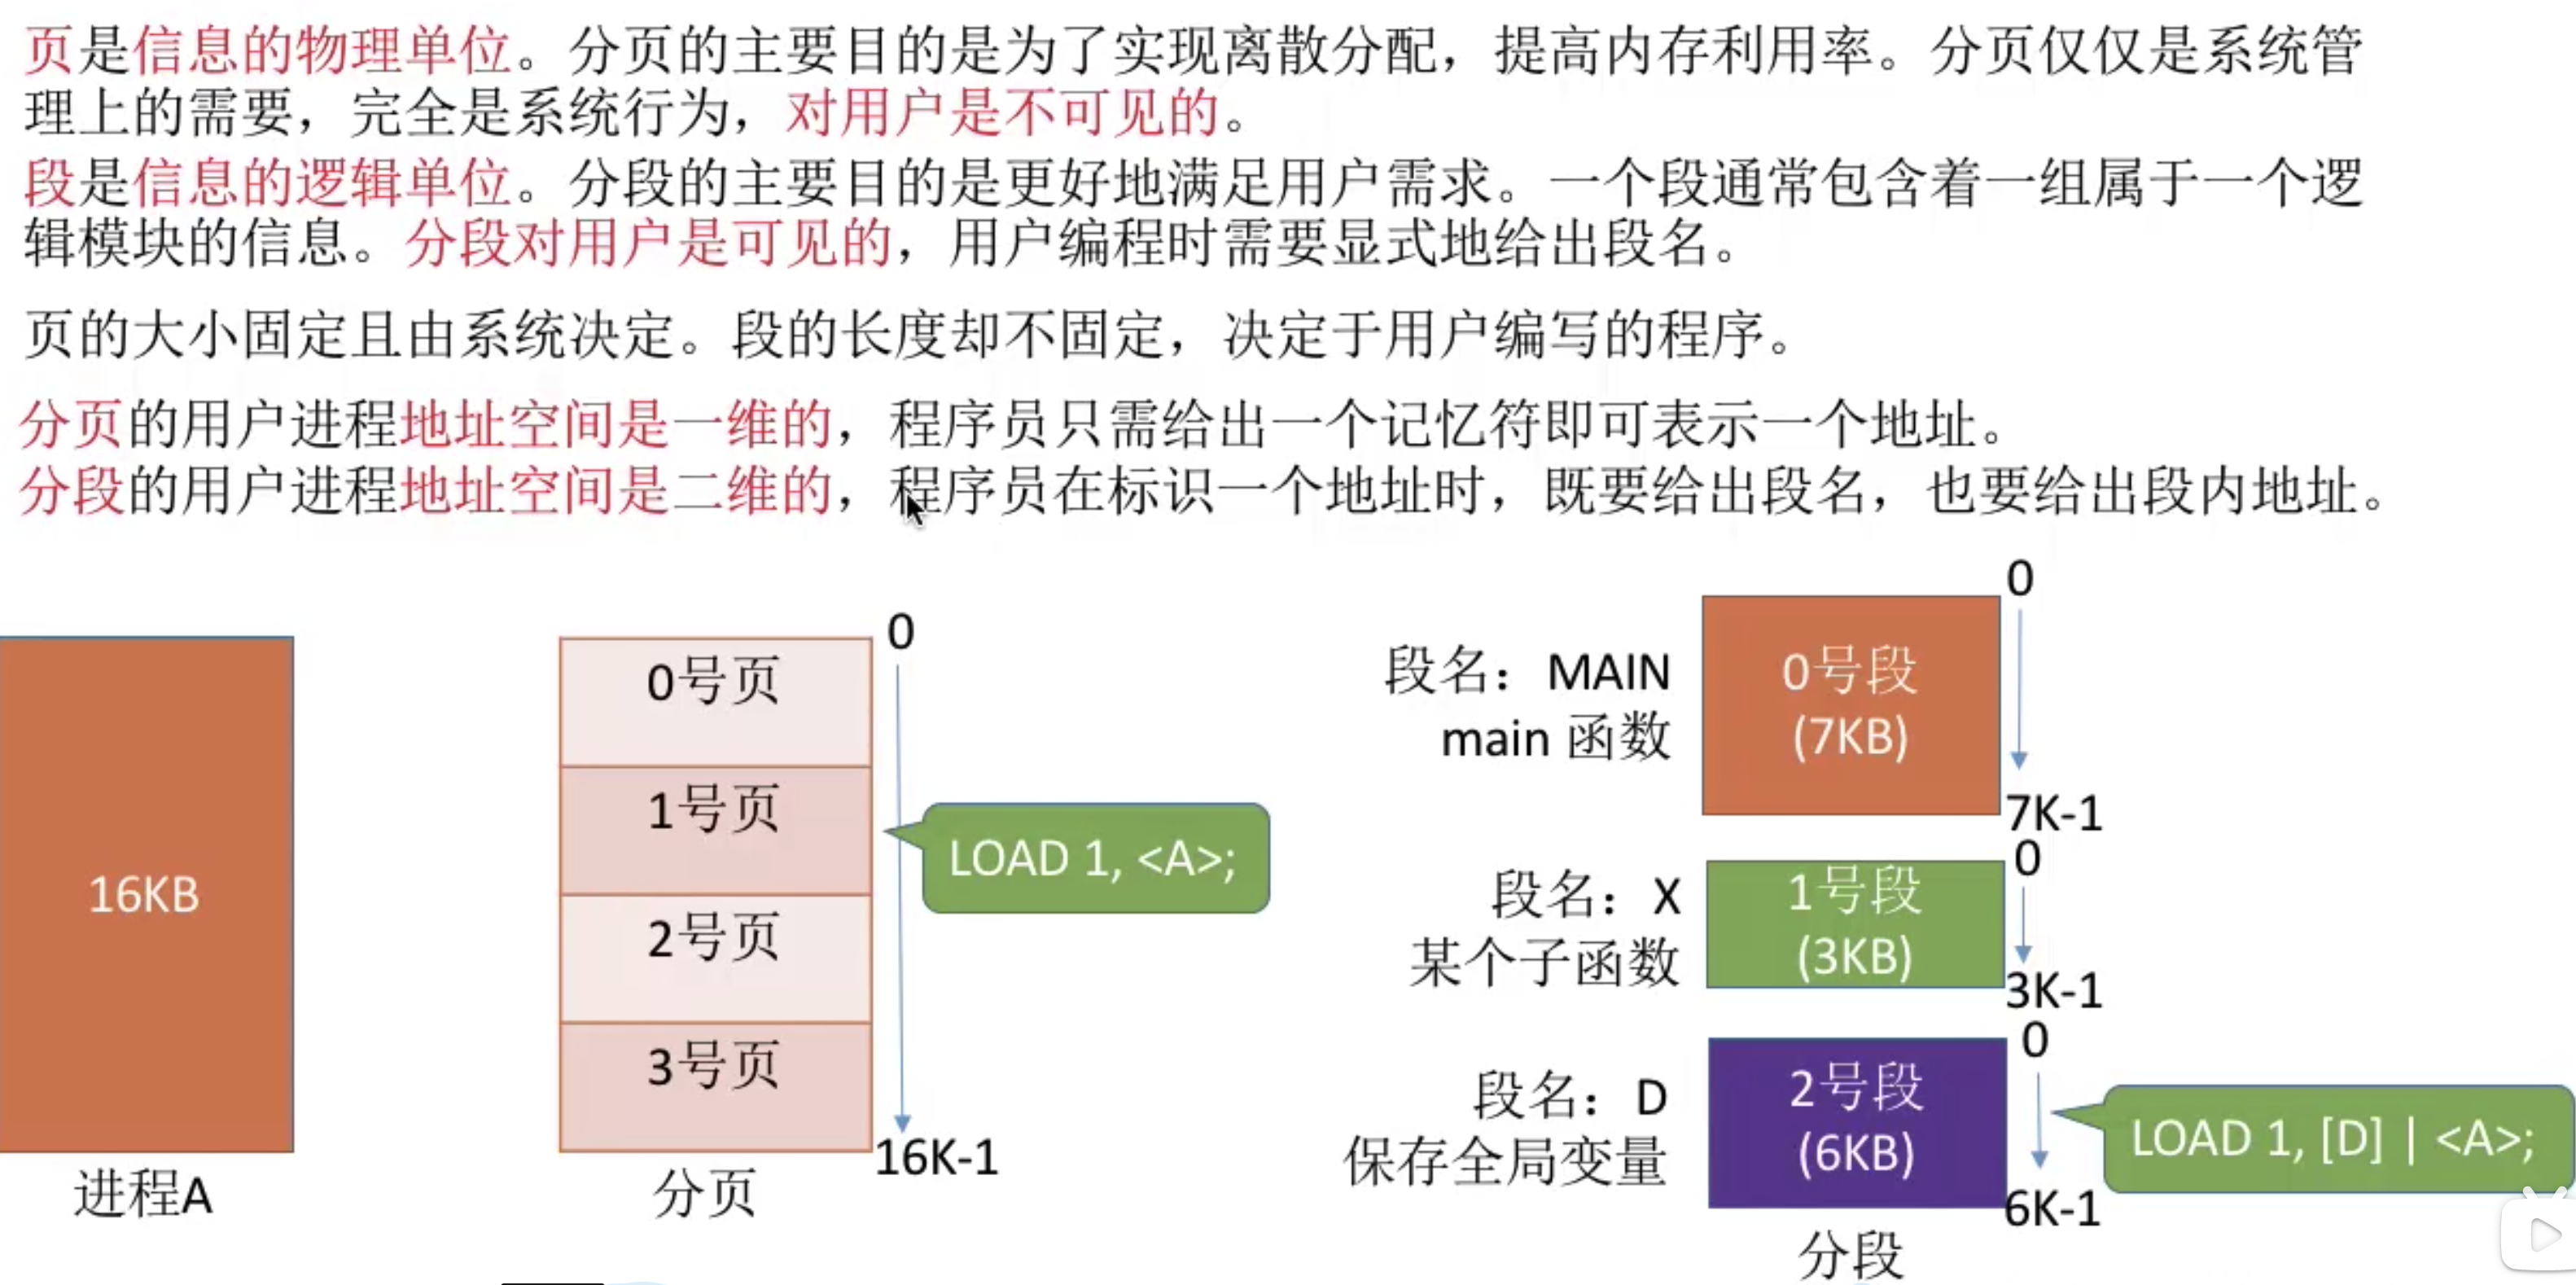 页是信息的物理单位。分页的主要目的是为了实现离散分配，提高内存利用率。分页仅仅是系统管
理上的需要，完全是系统行为，对用户是不可见的。
段是信息的逻辑单位。分段的主要目的是更好地满足用户需求。一个段通常包含着一组属于一个逻
辑模块的信息。分段对用户是可见的，用户编程时需要显式地给出段名。
页的大小固定且由系统决定。段的长度却不固定，决定于用户编写的程序。
分页的用户进程地址空间是一维的，程序员只需给出一个记忆符即可表示一个地址。
分段的用户进程地址空间是二维的，程序员在标识一个地址时，既要给出段名，也要给出段内地址。
16KB
进程A
0号页
1号页
2号页
3号页
0
16K-1
LOAD 1, <A>;
分页
段名：MAIN
main 函数
0号段
(7KB)
0
7K-1
段名：X
某个子函数
1号段
(3KB)
0
3K-1
段名：D
保存全局变量
2号段
(6KB)
0
6K-1
LOAD 1, [D] | <A>;
分段